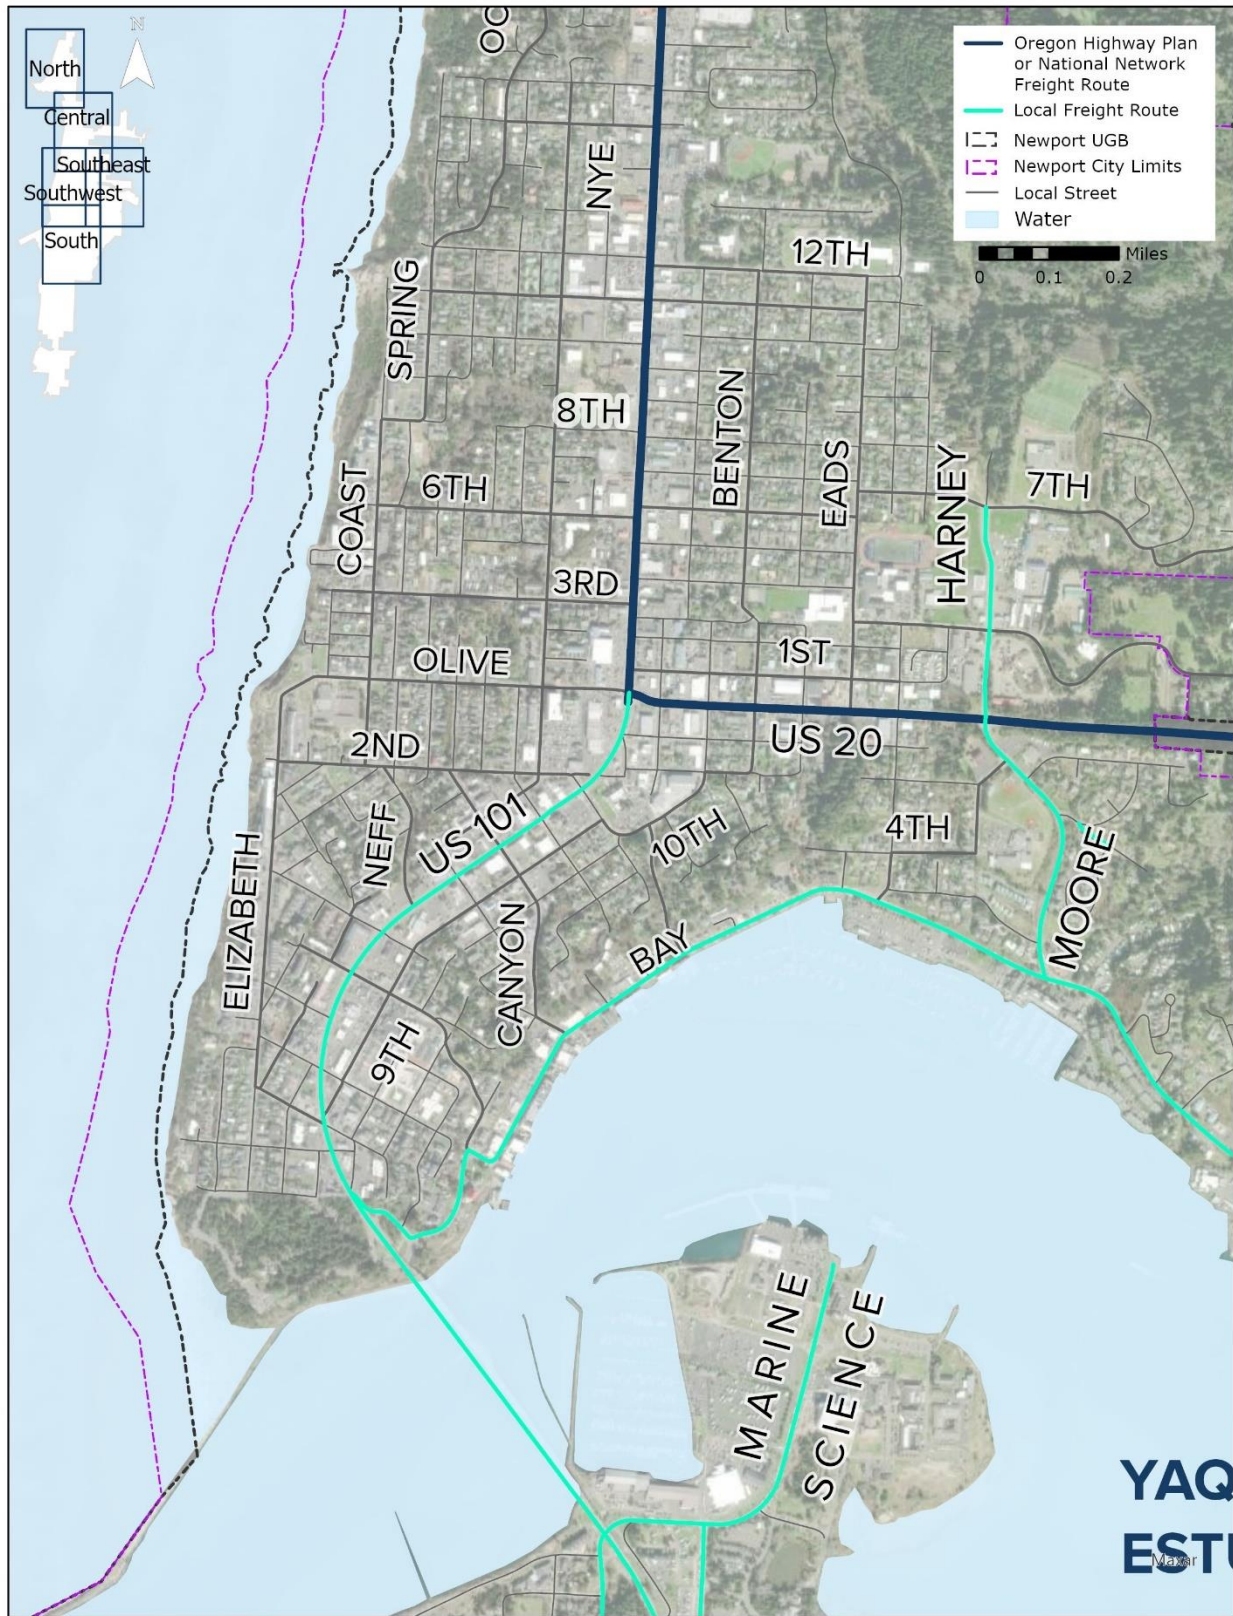 North
Central
Southeast
Southwest
South
N
OC
Oregon Highway Plan
or National Network
Freight Route
Local Freight Route
Newport UGB
Newport City Limits
Local Street
Water
Miles
0 0.1 0.2
NYE
12TH
SPRING
8TH
BENTON
6TH
COAST
EADS
HARNEY
7TH
3RD
OLIVE
1ST
2ND
US 20
US 101
NEFF
10TH
4TH
MOORE
ELIZABETH
CANYON
BAY
9TH
MARINE
SCIENCE
YAQ
ESTU
Maxar